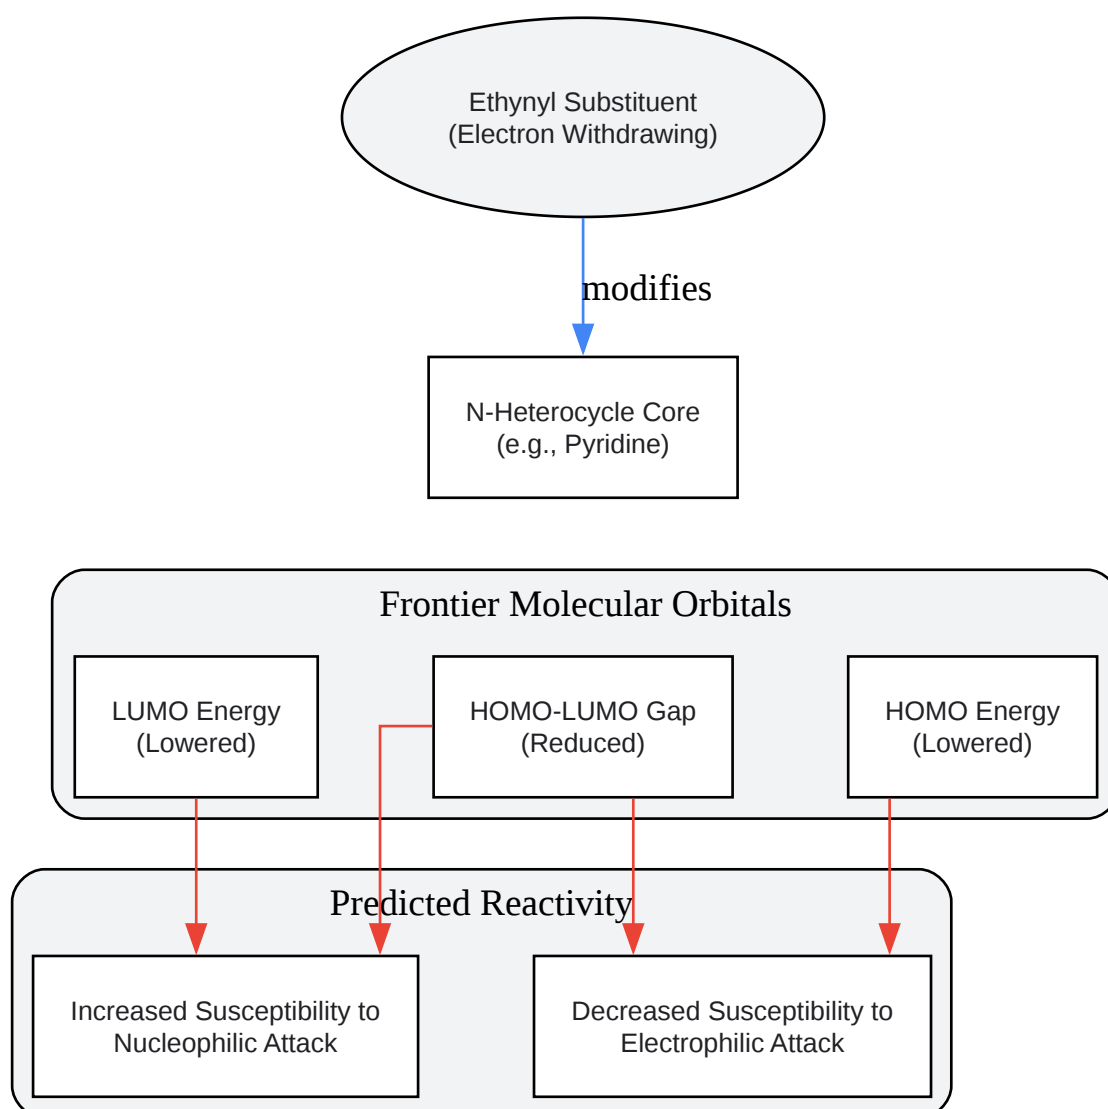 Ethynyl Substituent
(Electron Withdrawing)
modifies
N-Heterocycle Core
(e.g., Pyridine)
Frontier Molecular Orbitals
LUMO Energy
(Lowered)
HOMO-LUMO Gap
(Reduced)
HOMO Energy
(Lowered)
Predicted Reactivity
Increased Susceptibility to
Nucleophilic Attack
Decreased Susceptibility to
Electrophilic Attack